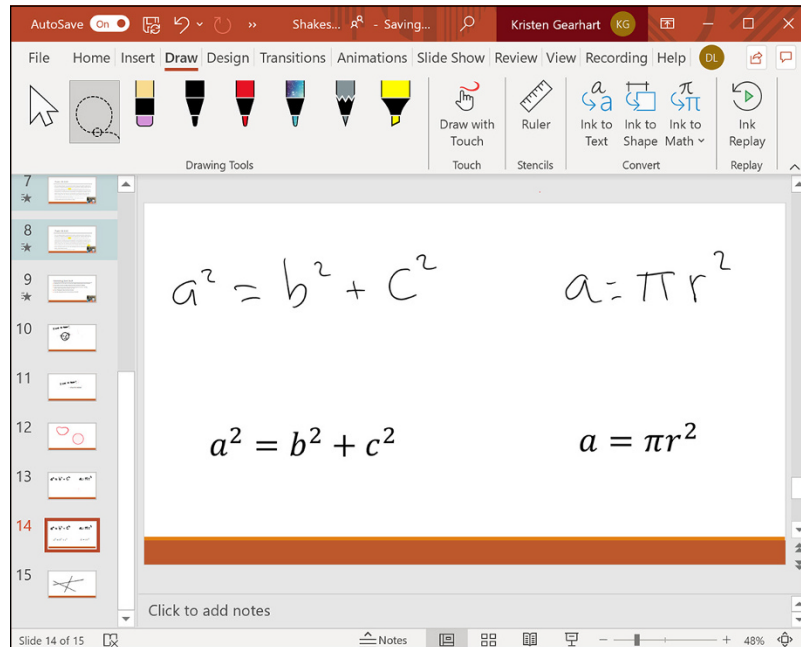 AutoSave On » Shakes... - Saving... Kristen Gearhart KG
File Home Insert Draw Design Transitions Animations Slide Show Review View Recording Help DL
Draw with Touch
Ruler
Ink to Text
Ink to Shape
Ink to Math
Ink Replay
Drawing Tools Touch Stencils Convert Replay
7
8
9
10
11
12
13
14
15
a² = b² + c² a = πr²
a² = b² + c² a = πr²
Click to add notes
Slide 14 of 15 Notes 48%